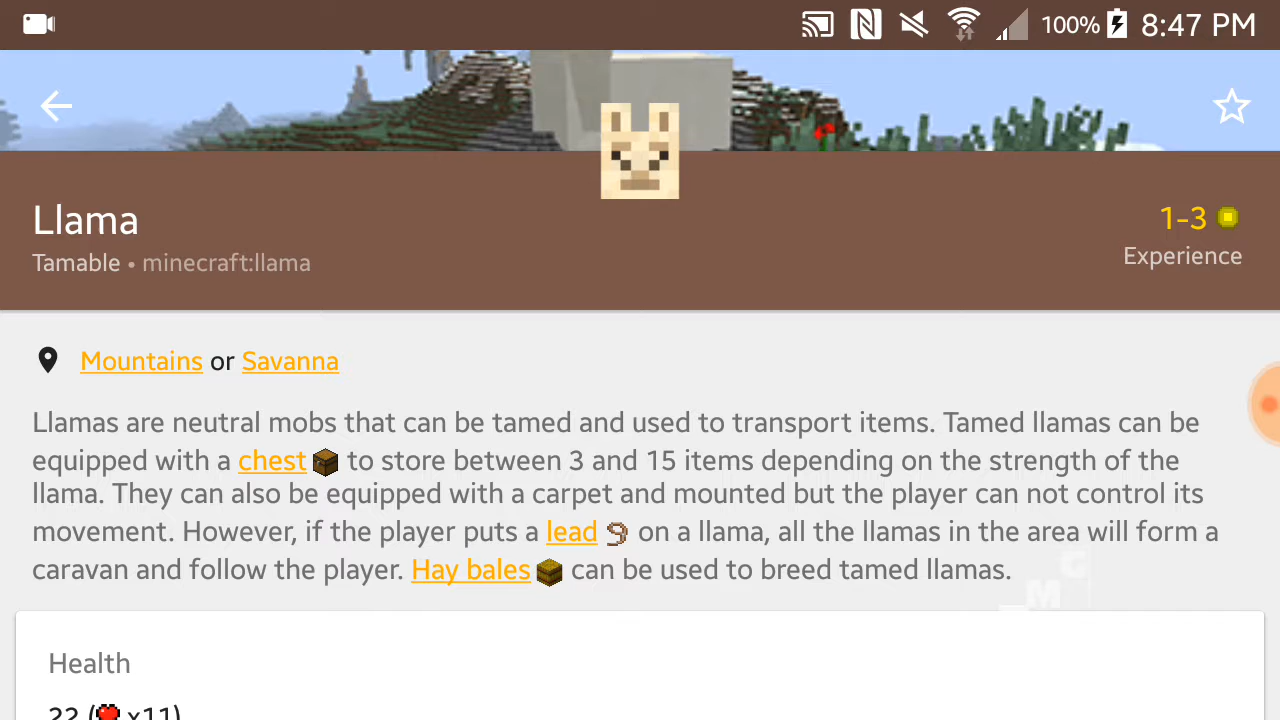 100% 8:47 PM
Llama
1-3
Tamable • minecraft:llama
Experience
Mountains or Savanna
Llamas are neutral mobs that can be tamed and used to transport items. Tamed llamas can be
equipped with a chest to store between 3 and 15 items depending on the strength of the
llama. They can also be equipped with a carpet and mounted but the player can not control its
movement. However, if the player puts a lead on a llama, all the llamas in the area will form a
caravan and follow the player. Hay bales can be used to breed tamed llamas.
_MG
Health
22 (x11)